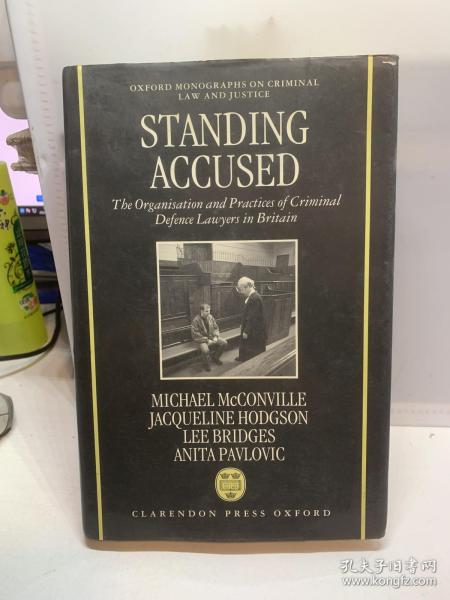 OXFORD MONOGRAPHS ON CRIMINAL
LAW AND JUSTICE
STANDING
ACCUSED
The Organisation and Practices of Criminal
Defence Lawyers in Britain
MICHAEL McCONVILLE
JACQUELINE HODGSON
LEE BRIDGES
ANITA PAVLOVIC
CLARENDON PRESS OXFORD
孔夫子旧书网
www.kongfz.com